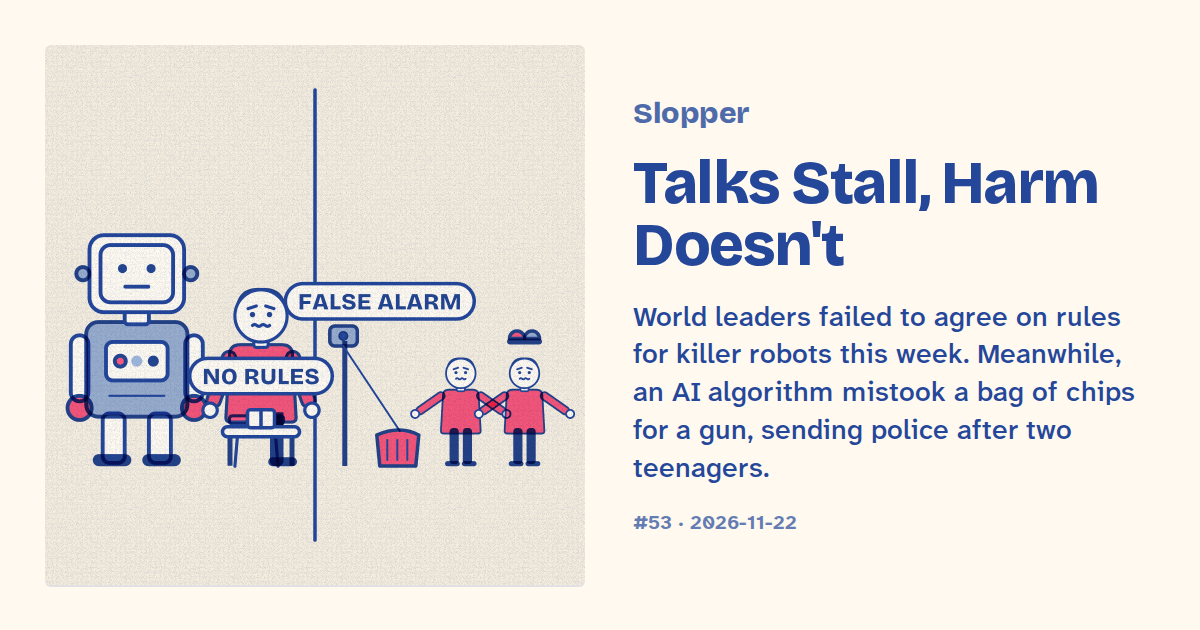 FALSE ALARM
NO RULES
Slopper
Talks Stall, Harm
Doesn't
World leaders failed to agree on rules
for killer robots this week. Meanwhile,
an AI algorithm mistook a bag of chips
for a gun, sending police after two
teenagers.
#53 · 2026-11-22